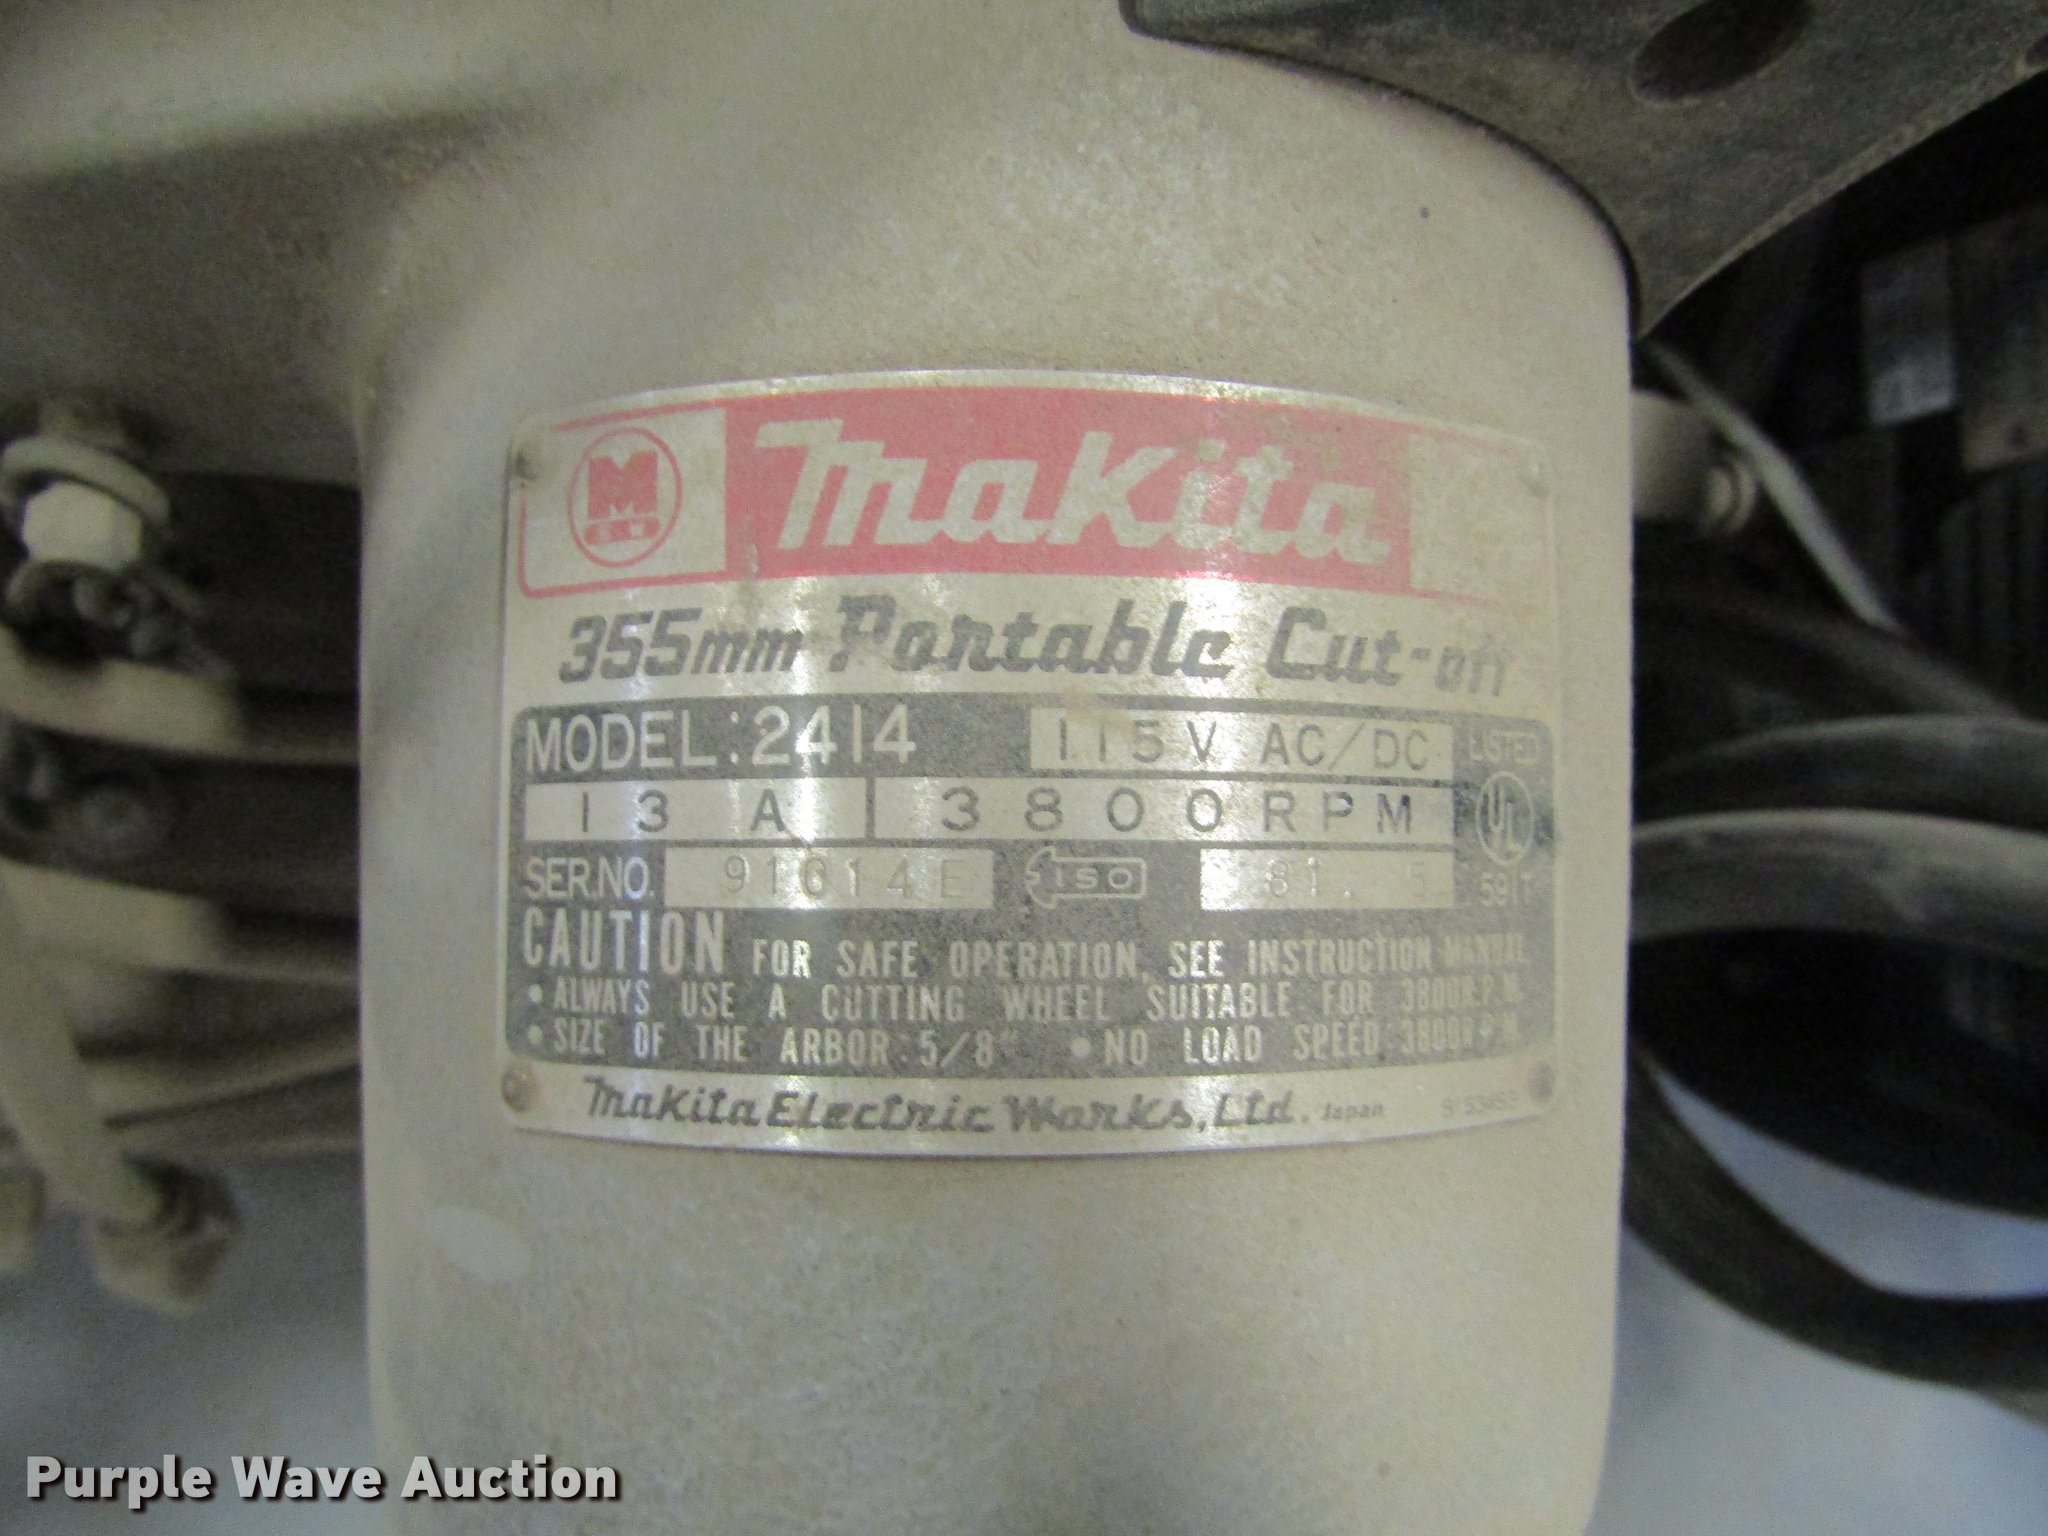 M
Makita
355mm Portable Cut-off
MODEL:2414 115V AC/DC LISTED
13 A 3800RPM UL
SER.NO. 91614E ISO 81. 5 591T
CAUTION FOR SAFE OPERATION, SEE INSTRUCTION MANUAL
•ALWAYS USE A CUTTING WHEEL SUITABLE FOR 3800R.P.M.
•SIZE OF THE ARBOR: 5/8" •NO LOAD SPEED:3800R.P.M.
Makita Electric Works, Ltd. Japan
Purple Wave Auction